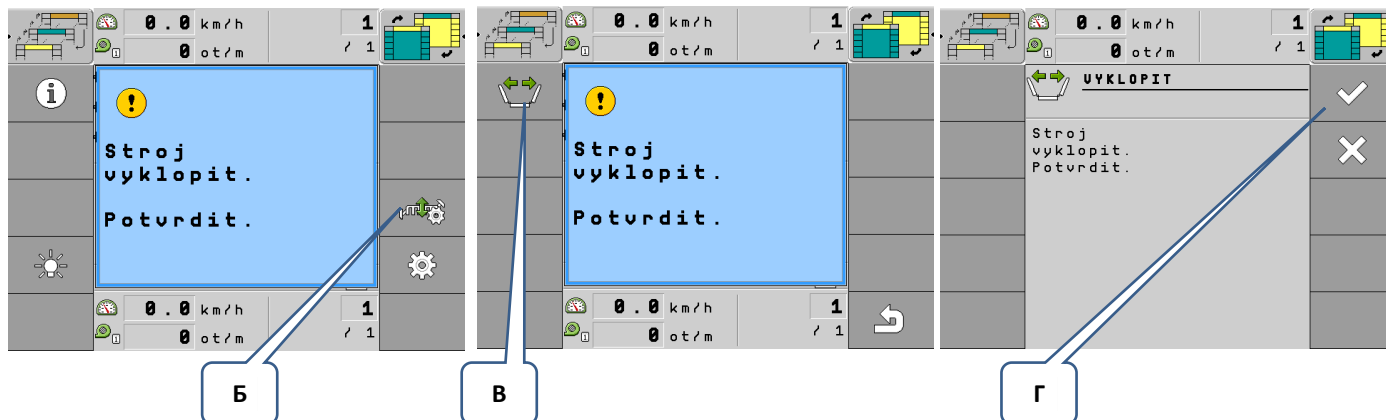 0.0 km/h 1
0 ot/m / 1
Stroj
vyklopit.
Potvrdit.
0.0 km/h 1
0 ot/m / 1
0.0 km/h 1
0 ot/m / 1
Stroj
vyklopit.
Potvrdit.
0.0 km/h 1
0 ot/m / 1
0.0 km/h 1
0 ot/m / 1
VYKLOPIT
Stroj
vyklopit.
Potvrdit.
Б
В
Г